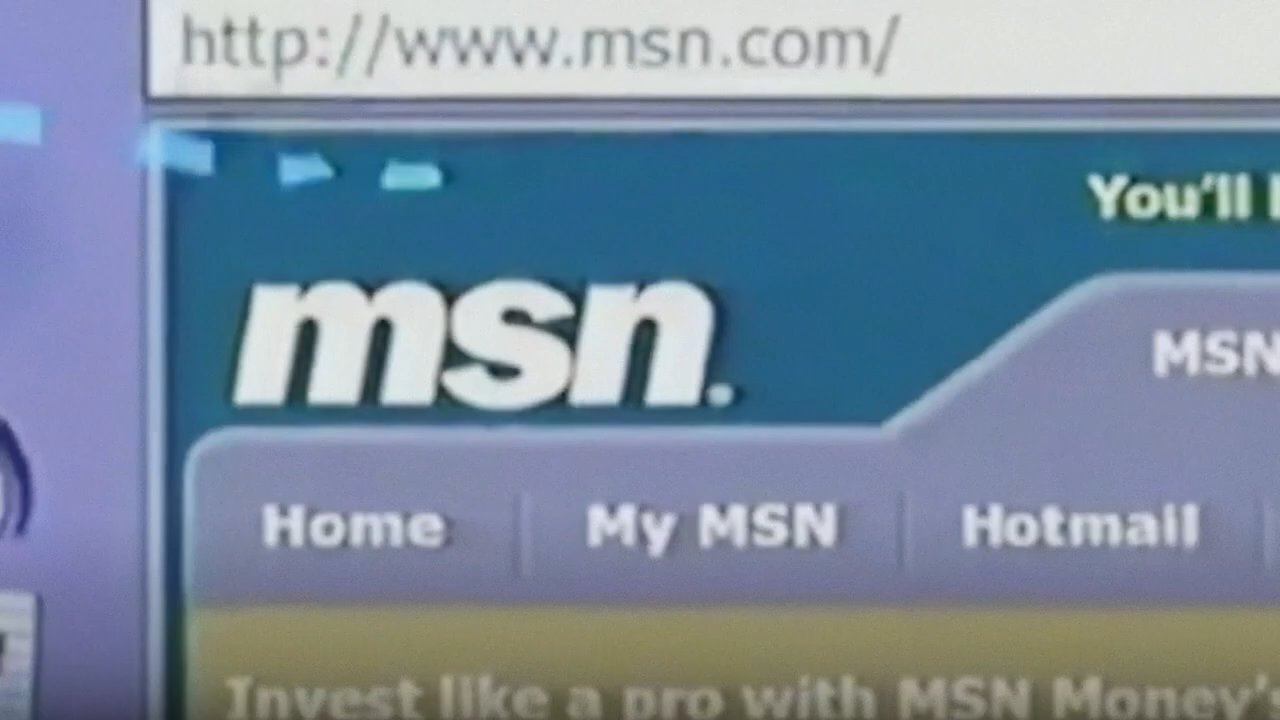 http://www.msn.com/
You'll
msn.
MSN
Home My MSN Hotmail
Invest like a pro with MSN Money's